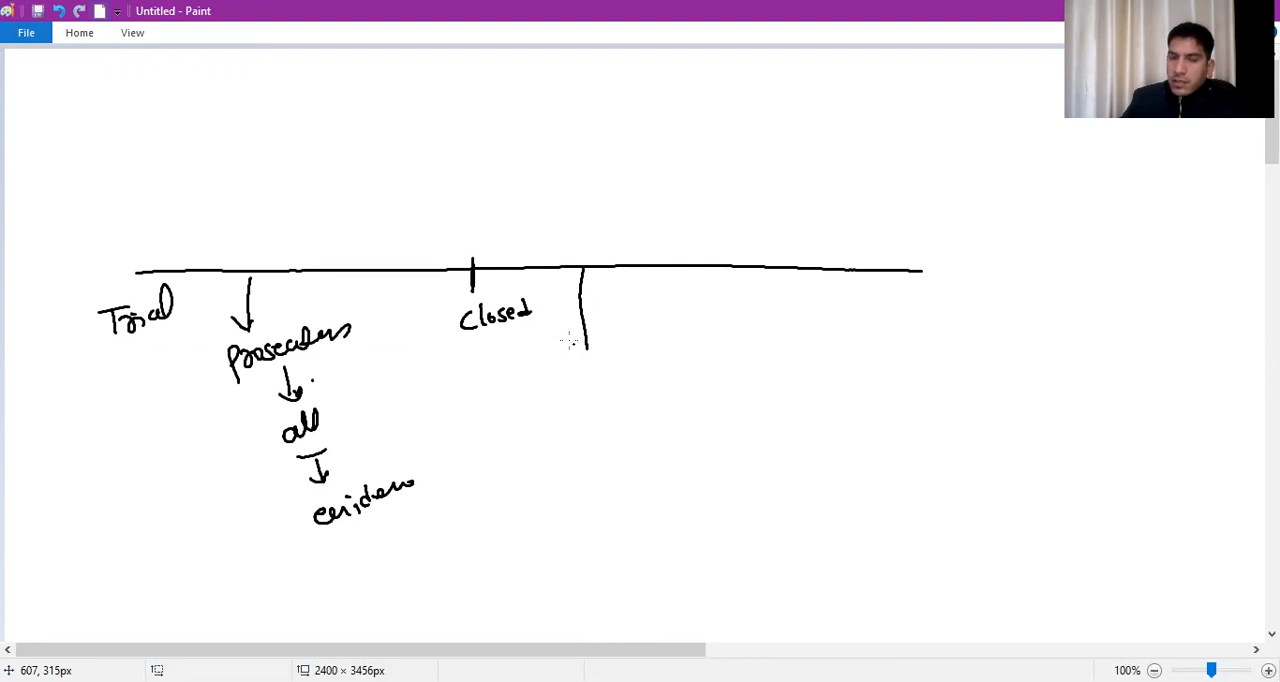 Untitled - Paint
File Home View
Trial
Closed
Prosecution
all
evidence
607, 315px
2400 × 3456px
100%